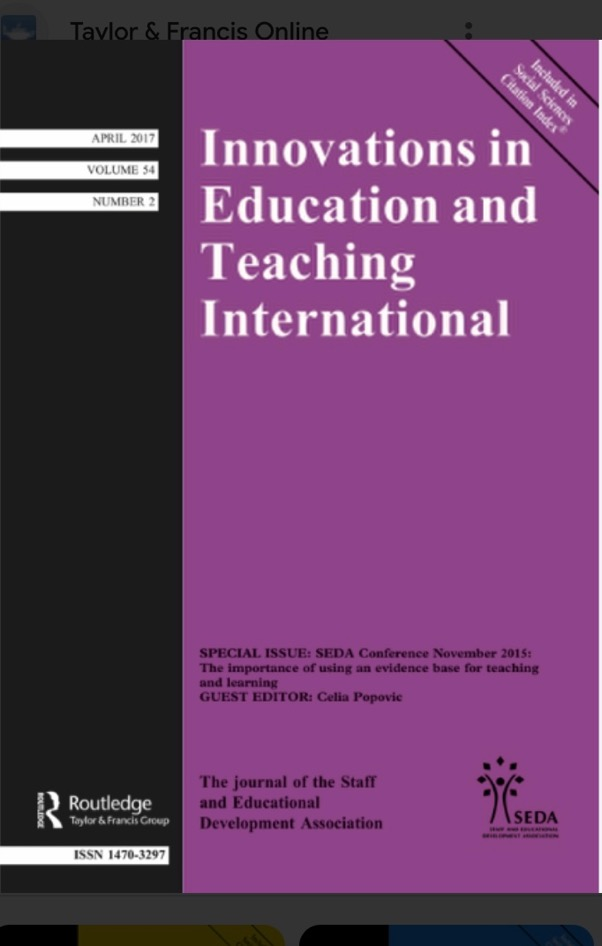 Taylor & Francis Online
Included in
Social Sciences
Citation Index®
APRIL 2017
VOLUME 54
NUMBER 2
Innovations in
Education and
Teaching
International
SPECIAL ISSUE: SEDA Conference November 2015:
The importance of using an evidence base for teaching
and learning
GUEST EDITOR: Celia Popovic
The journal of the Staff
and Educational
Development Association
SEDA
STAFF AND EDUCATIONAL
DEVELOPMENT ASSOCIATION
ROUTLEDGE
Routledge
Taylor & Francis Group
ISSN 1470-3297